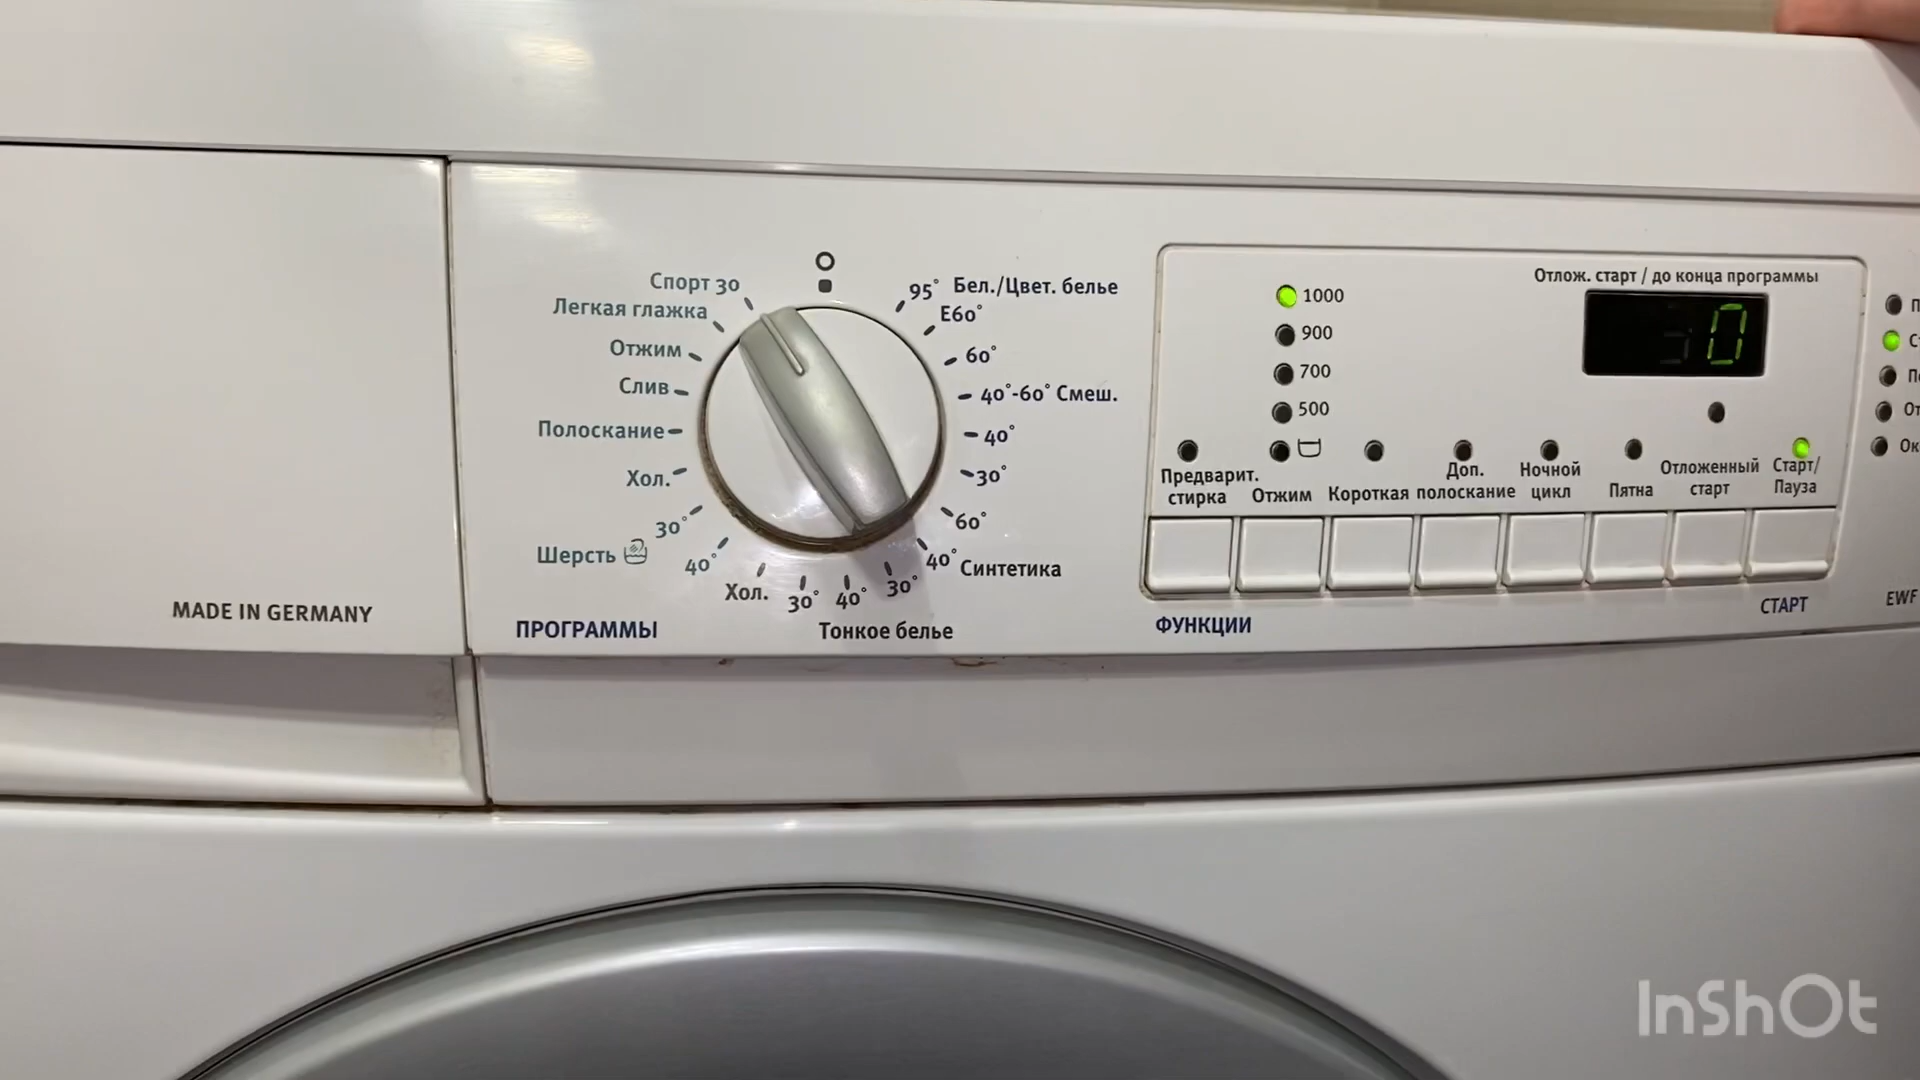 Спорт 30
Легкая глажка
Отжим
Слив
Полоскание
Хол.
30°
Шерсть
40°
Хол.
30°
40°
30°
Тонкое белье
95° Бел./Цвет. белье
E60°
60°
40°-60° Смеш.
40°
30°
60°
40° Синтетика
MADE IN GERMANY
ПРОГРАММЫ
1000
900
700
500
Отлож. старт / до конца программы
0
Предварит.
стирка
Отжим
Короткая
Доп.
полоскание
Ночной
цикл
Пятна
Отложенный
старт
Старт/
Пауза
ФУНКЦИИ
СТАРТ
EWF
InShOt